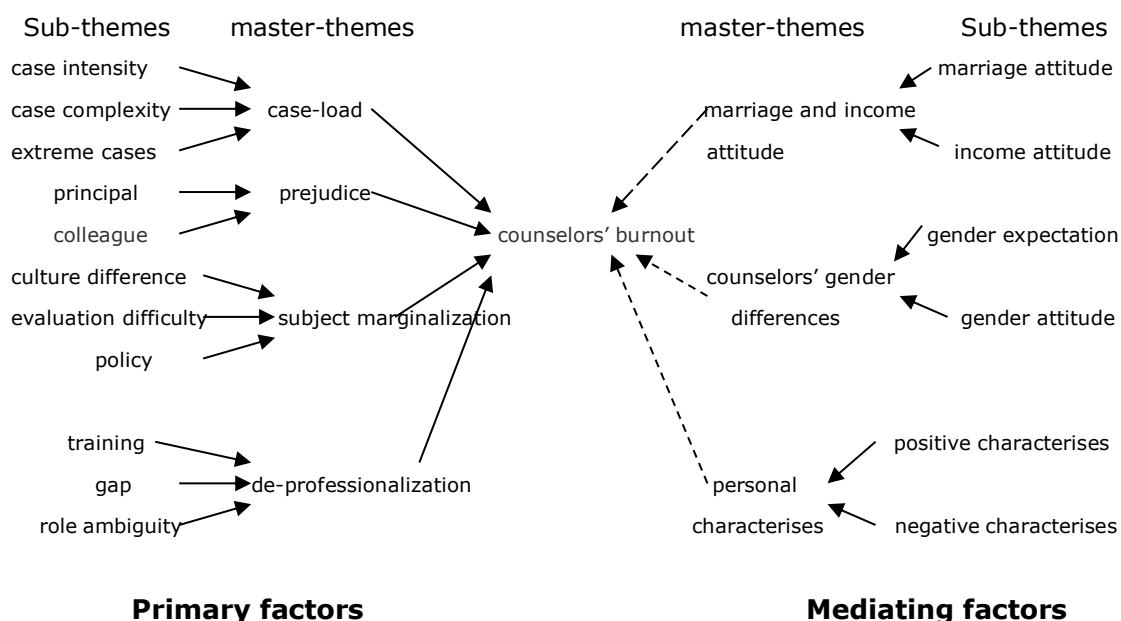 Sub-themes master-themes master-themes Sub-themes
case intensity marriage attitude
case complexity case-load marriage and income
extreme cases attitude income attitude
principal prejudice
colleague counselors’ burnout gender expectation
culture difference counselors’ gender
evaluation difficulty subject marginalization differences gender attitude
policy
training positive characterises
gap de-professionalization personal
role ambiguity characterises negative characterises
Primary factors Mediating factors